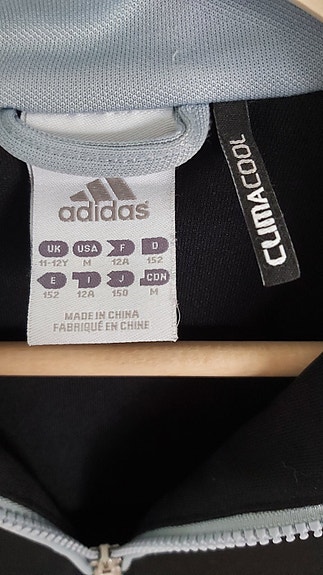 adidas
UK USA F D
11-12Y M 12A 152
E I J CDN
152 12A 150 M
MADE IN CHINA
FABRIQUÉ EN CHINE
CLIMACOOL